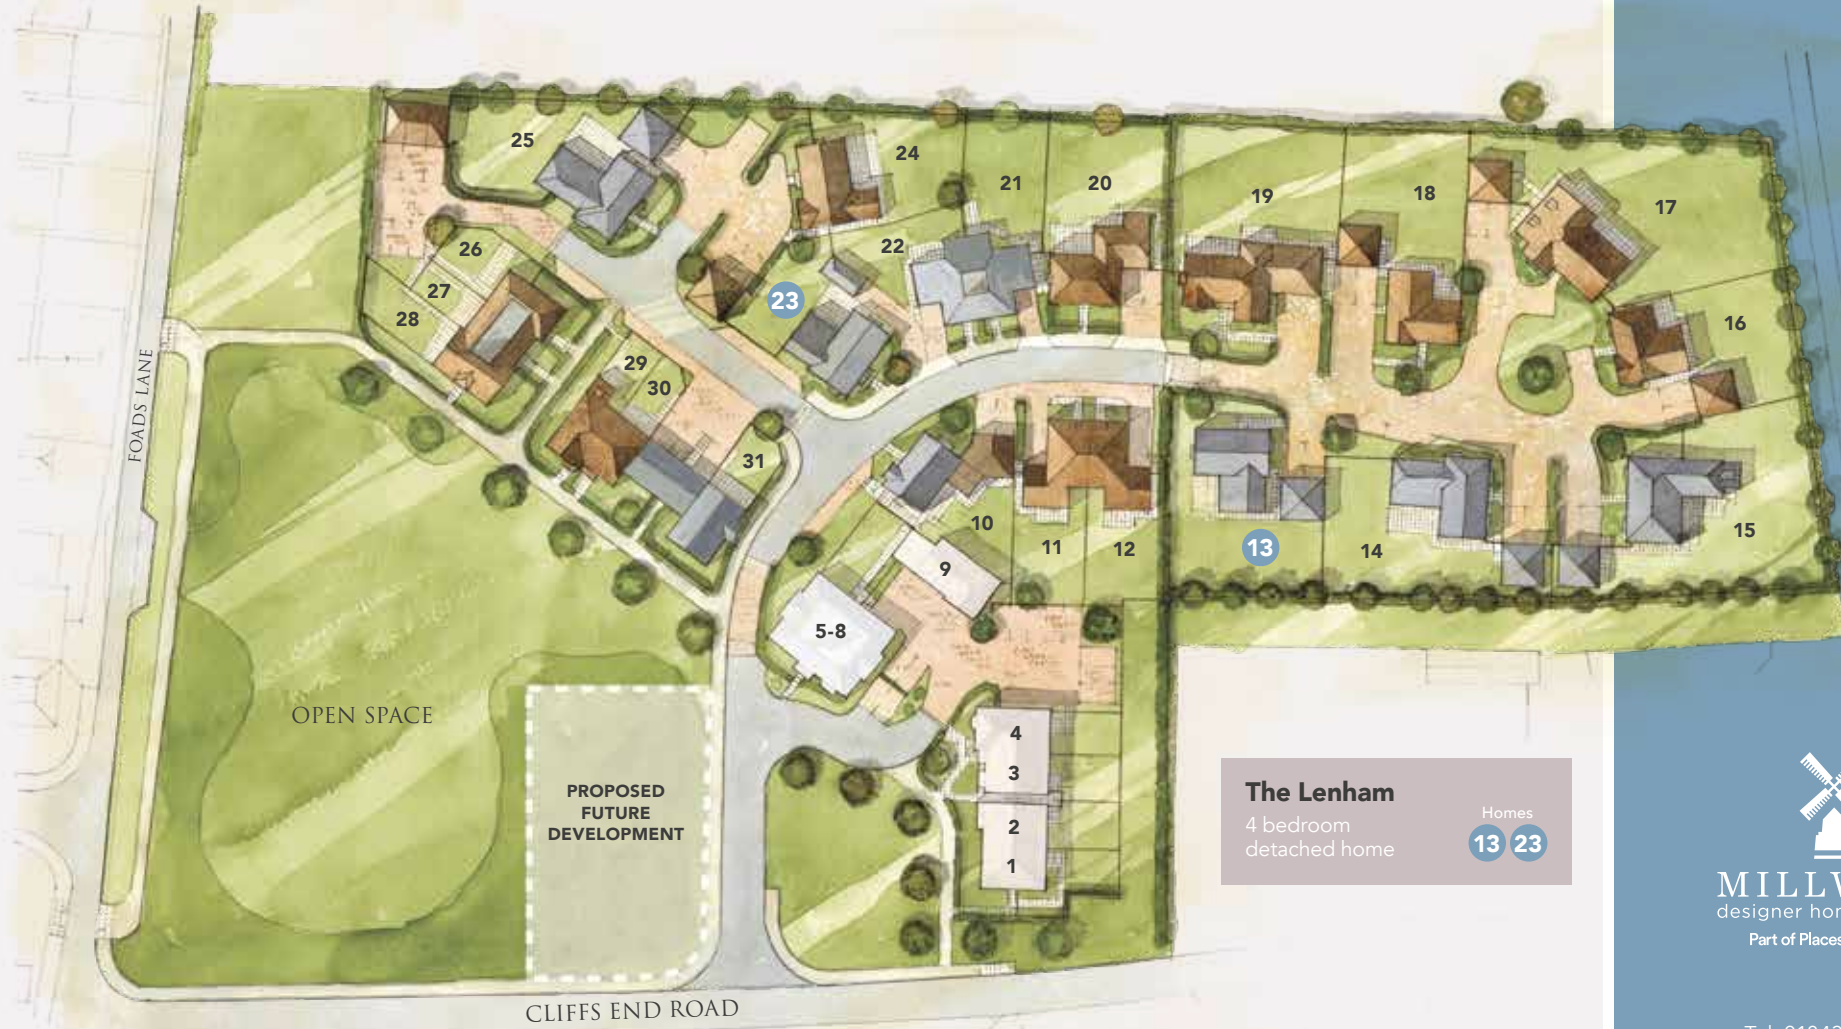 25
24
21
20
19
18
17
26
22
27
23
28
16
29
30
31
10
11
12
13
14
15
9
5-8
FOADS LANE
OPEN SPACE
PROPOSED
FUTURE
DEVELOPMENT
4
3
2
1
CLIFFS END ROAD
The Lenham
4 bedroom
detached home
Homes
13 23
designer
Part of Places